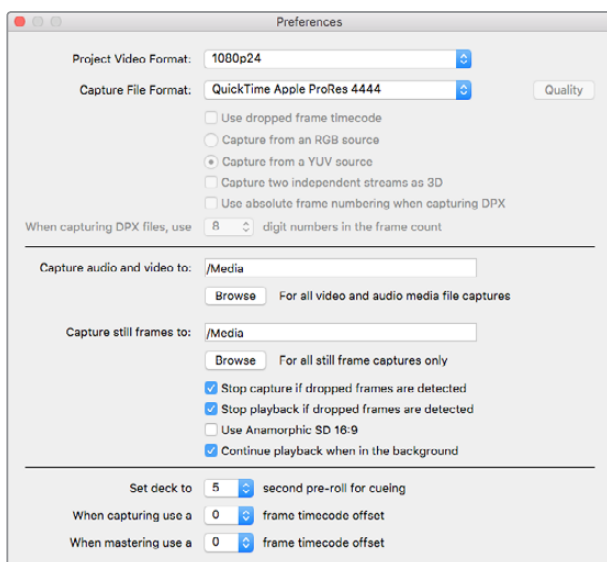 Preferences
Project Video Format: 1080p24
Capture File Format: QuickTime Apple ProRes 4444 Quality
Use dropped frame timecode
Capture from an RGB source
Capture from a YUV source
Capture two independent streams as 3D
Use absolute frame numbering when capturing DPX
When capturing DPX files, use 8 digit numbers in the frame count
Capture audio and video to: /Media
Browse For all video and audio media file captures
Capture still frames to: /Media
Browse For all still frame captures only
Stop capture if dropped frames are detected
Stop playback if dropped frames are detected
Use Anamorphic SD 16:9
Continue playback when in the background
Set deck to 5 second pre-roll for cueing
When capturing use a 0 frame timecode offset
When mastering use a 0 frame timecode offset